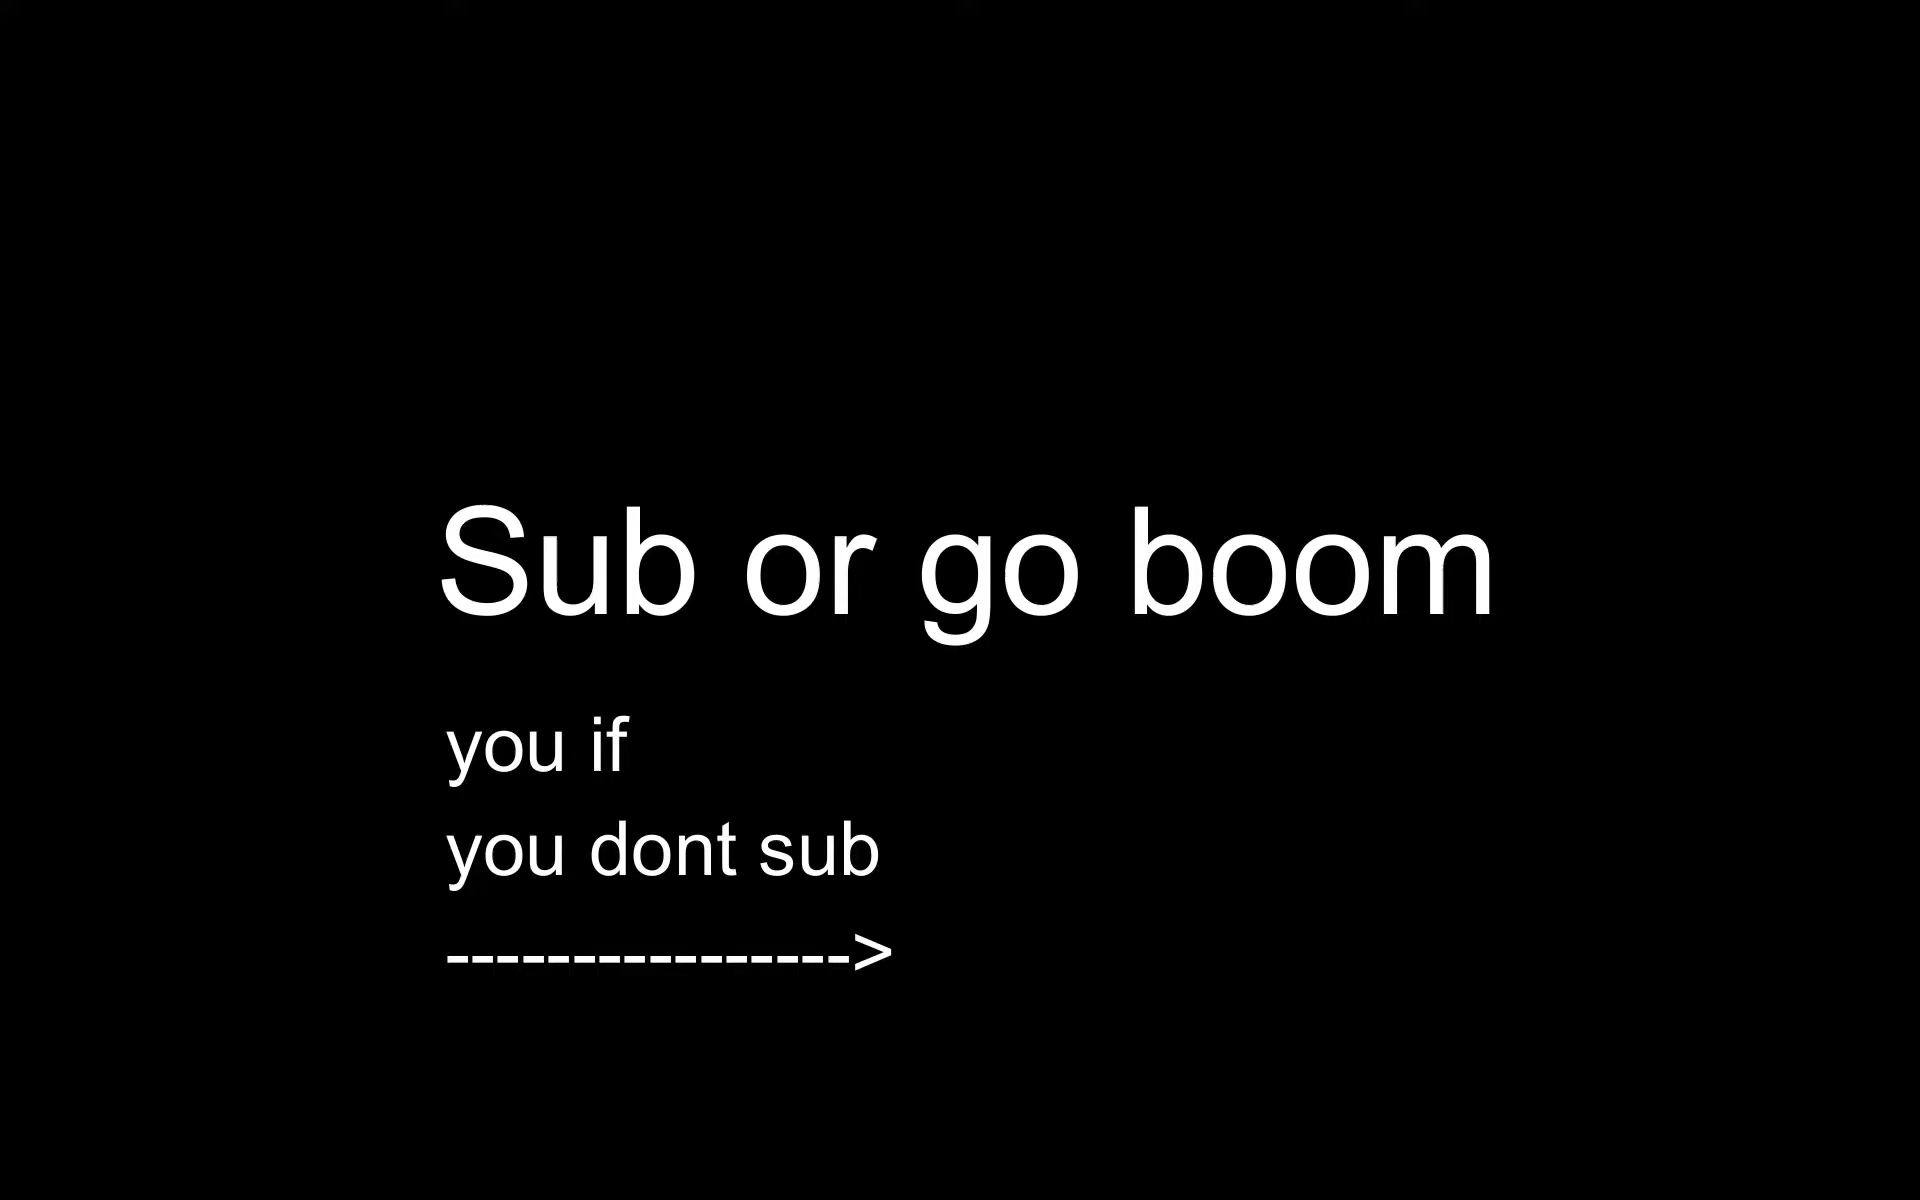 Sub or go boom
you if
you dont sub
---------------->